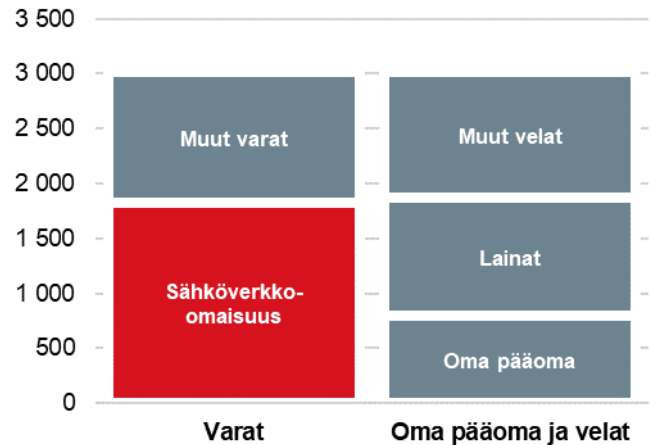 3 500
3 000
2 500
2 000
1 500
1 000
500
0
Muut varat
Sähköverkko-
omaisuus
Muut velat
Lainat
Oma pääoma
Varat
Oma pääoma ja velat